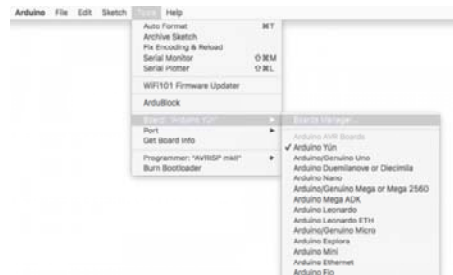 Arduino File Edit Sketch Tools Help
Auto Format ⌘T
Archive Sketch
Fix Encoding & Reload
Serial Monitor ⇧⌘M
Serial Plotter ⇧⌘L
WiFi101 Firmware Updater
ArduBlock
Board: "Arduino Yún"
Port
Get Board Info
Programmer: "AVRISP mkII"
Burn Bootloader
Boards Manager...
Arduino AVR Boards
✓ Arduino Yún
Arduino/Genuino Uno
Arduino Duemilanove or Diecimila
Arduino Nano
Arduino/Genuino Mega or Mega 2560
Arduino Mega ADK
Arduino Leonardo
Arduino Leonardo ETH
Arduino/Genuino Micro
Arduino Esplora
Arduino Mini
Arduino Ethernet
Arduino Fio